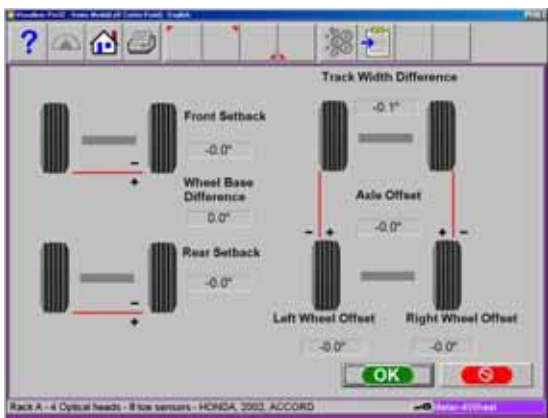 ?
Track Width Difference
-0.1"
Front Setback
-0.0"
Wheel Base
Difference
0.0"
Axle Offset
-0.0"
Rear Setback
-0.0"
- +
+ -
-
+
-
+
Left Wheel Offset
Right Wheel Offset
-0.0"
-0.0"
OK
Rack A - 4 Optical heads - 8 toe sensors - HONDA, 2002, ACCORD